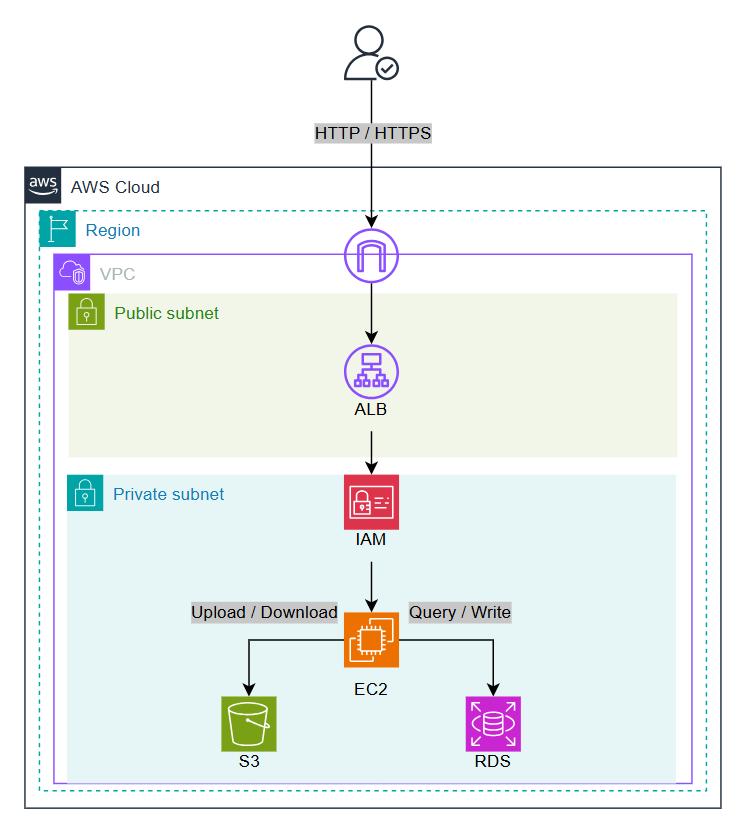 HTTP / HTTPS
aws
AWS Cloud
Region
VPC
Public subnet
ALB
Private subnet
IAM
Upload / Download
Query / Write
EC2
S3
RDS